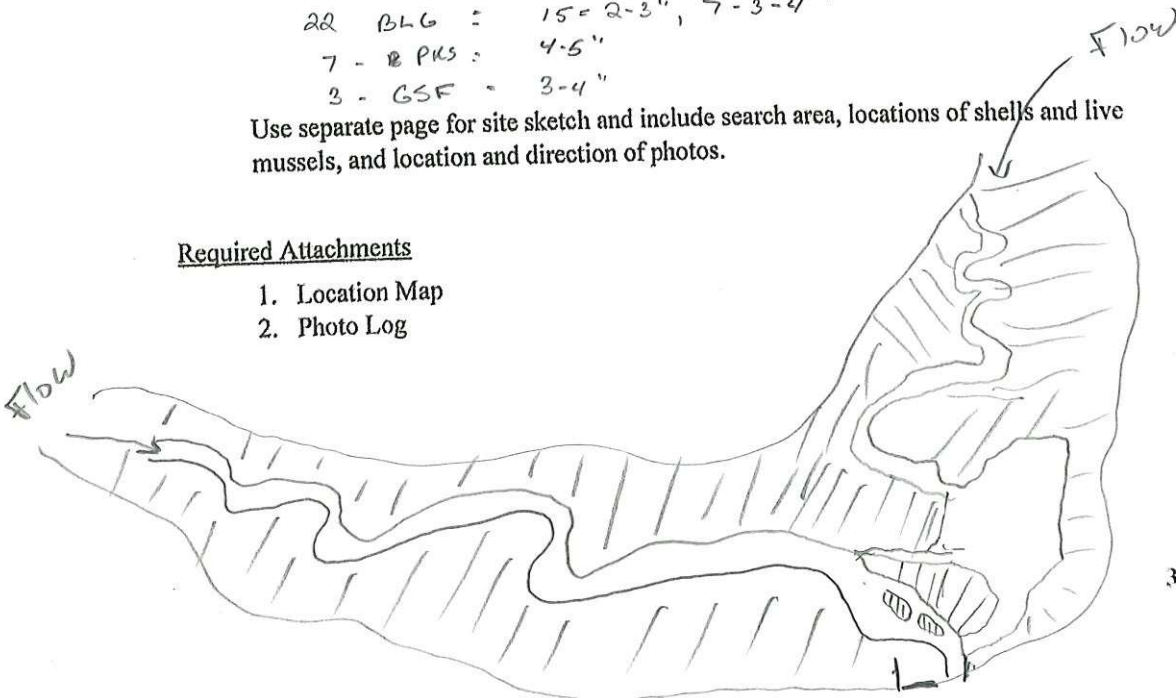 22 BLG : 15 = 2-3", 7-3-4"
7 - PKS : 4-5"
3 - GSF - 3-4"
Use separate page for site sketch and include search area, locations of shells and live
mussels, and location and direction of photos.
Flow
Required Attachments
1. Location Map
2. Photo Log
Flow
3